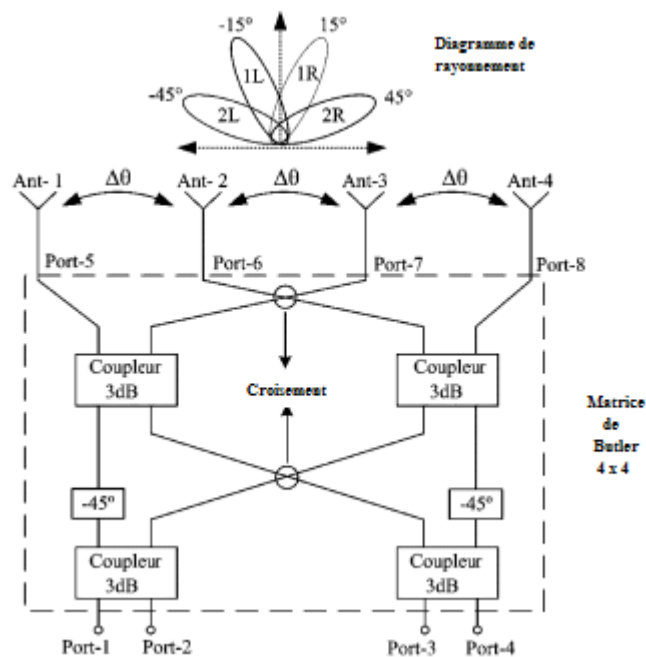 -15° 15°
Diagramme de
rayonnement
1L 1R
-45° 45°
2L 2R
Ant- 1 Δθ Ant- 2 Δθ Ant-3 Δθ Ant-4
Port-5 Port-6 Port-7 Port-8
Coupleur
3dB
Croisement
Coupleur
3dB
Matrice
de
Butler
4 x 4
-45° -45°
Coupleur
3dB
Coupleur
3dB
Port-1 Port-2 Port-3 Port-4